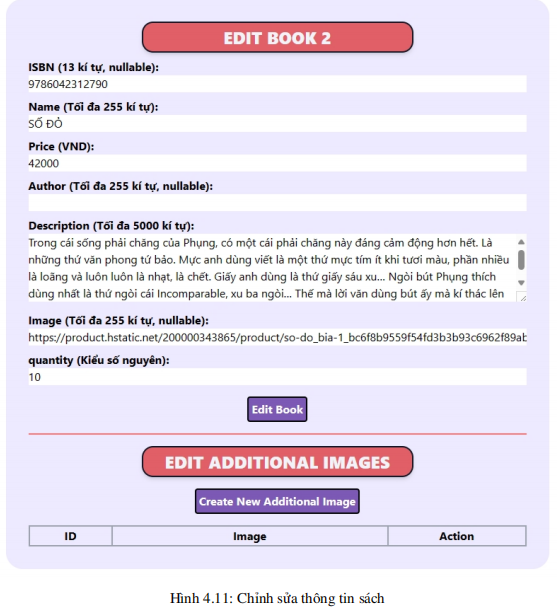 EDIT BOOK 2
ISBN (13 kí tự, nullable):
9786042312790
Name (Tối đa 255 kí tự):
SỐ ĐỎ
Price (VND):
42000
Author (Tối đa 255 kí tự, nullable):
Description (Tối đa 5000 kí tự):
Trong cái sống phải chăng của Phụng, có một cái phải chăng này đáng cảm động hơn hết. Là
những thứ văn phong tứ bảo. Mực anh dùng viết là một thứ mực tím ít khi tươi màu, phần nhiều
là loãng và luôn luôn là nhạt, là chết. Giấy anh dùng là thứ giấy sáu xu... Ngòi bút Phụng thích
dùng nhất là thứ ngòi cái Incomparable, xu ba ngòi... Thế mà lời văn dùng bút ấy mà kí thác lên
Image (Tối đa 255 kí tự, nullable):
https://product.hstatic.net/200000343865/product/so-do_bia-1_bc6f8b9559f54fd3b3b93c6962f89ab
quantity (Kiểu số nguyên):
10
Edit Book
EDIT ADDITIONAL IMAGES
Create New Additional Image
ID Image Action
Hình 4.11: Chỉnh sửa thông tin sách